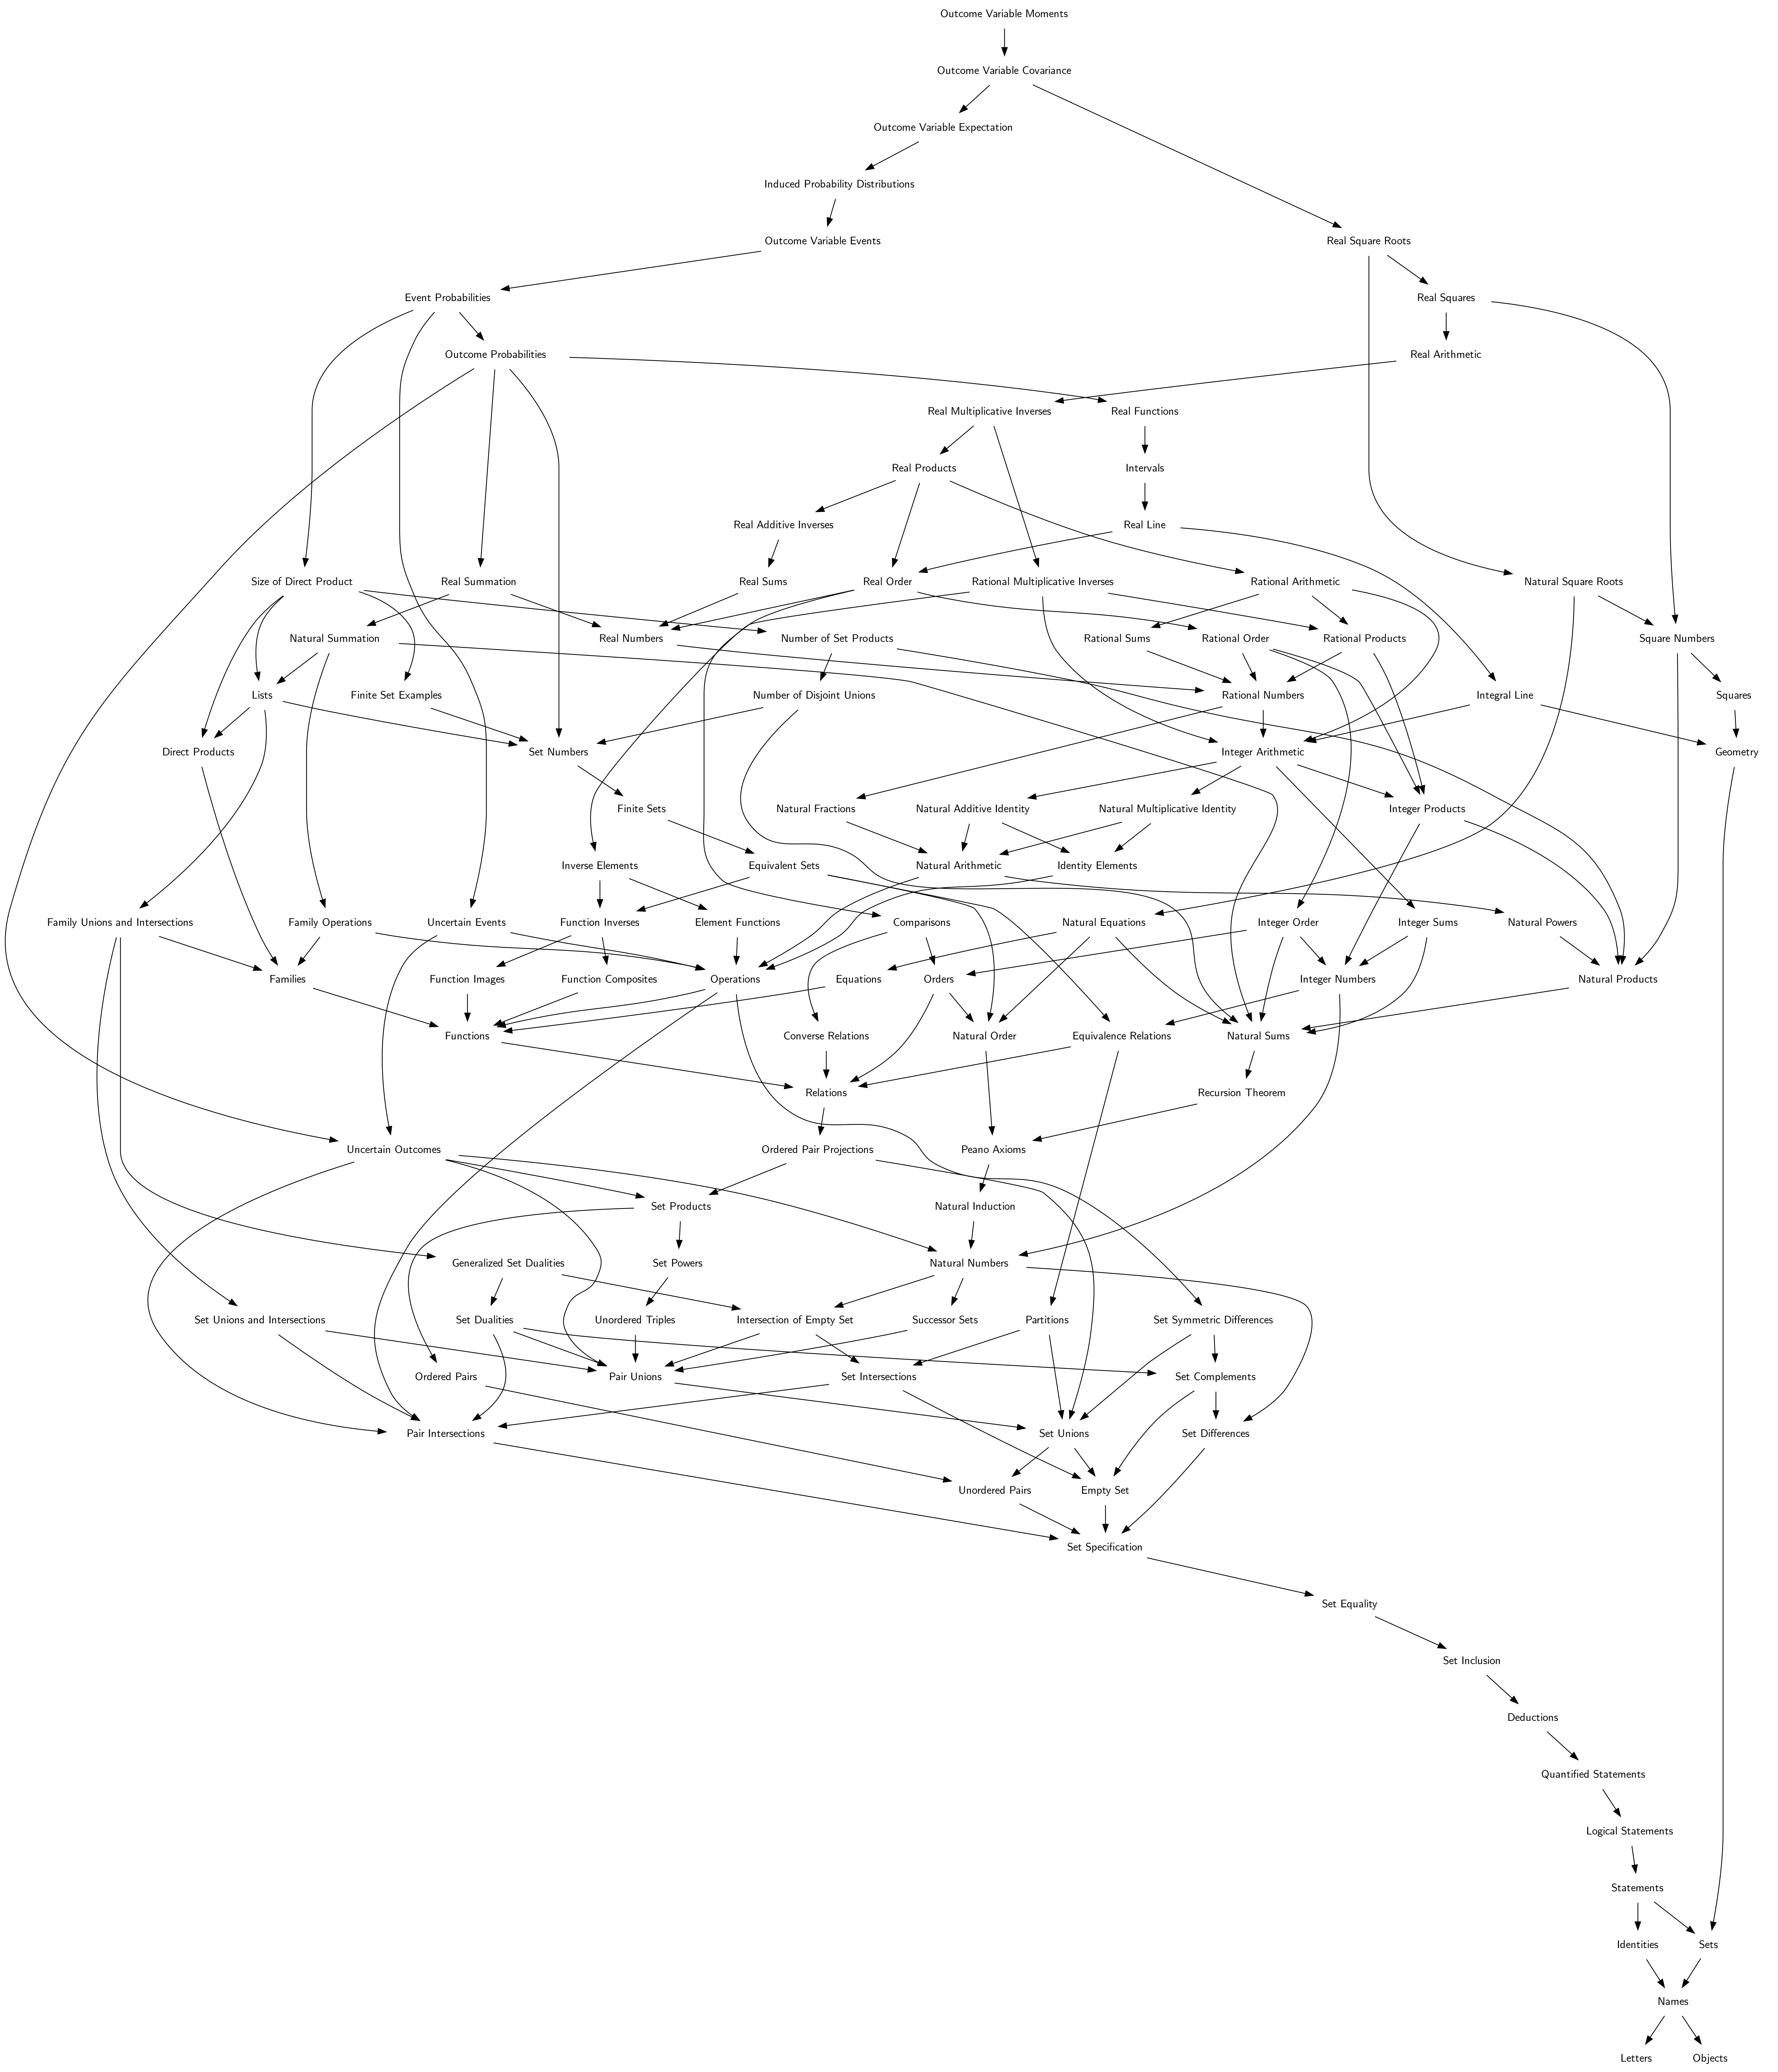 Outcome Variable Moments
Outcome Variable Covariance
Outcome Variable Expectation
Induced Probability Distributions
Outcome Variable Events
Real Square Roots
Event Probabilities
Real Squares
Outcome Probabilities
Real Arithmetic
Real Multiplicative Inverses
Real Functions
Real Products
Intervals
Real Additive Inverses
Real Line
Size of Direct Product
Real Summation
Real Sums
Real Order
Rational Multiplicative Inverses
Rational Arithmetic
Natural Square Roots
Natural Summation
Real Numbers
Number of Set Products
Rational Sums
Rational Order
Rational Products
Square Numbers
Lists
Finite Set Examples
Number of Disjoint Unions
Rational Numbers
Integral Line
Squares
Direct Products
Set Numbers
Integer Arithmetic
Geometry
Finite Sets
Natural Fractions
Natural Additive Identity
Natural Multiplicative Identity
Integer Products
Inverse Elements
Equivalent Sets
Natural Arithmetic
Identity Elements
Family Unions and Intersections
Family Operations
Uncertain Events
Function Inverses
Element Functions
Comparisons
Natural Equations
Integer Order
Integer Sums
Natural Powers
Families
Function Images
Function Composites
Operations
Equations
Orders
Integer Numbers
Natural Products
Functions
Converse Relations
Natural Order
Equivalence Relations
Natural Sums
Relations
Recursion Theorem
Uncertain Outcomes
Ordered Pair Projections
Peano Axioms
Set Products
Natural Induction
Generalized Set Dualities
Set Powers
Natural Numbers
Set Unions and Intersections
Set Dualities
Unordered Triples
Intersection of Empty Set
Successor Sets
Partitions
Set Symmetric Differences
Ordered Pairs
Pair Unions
Set Intersections
Set Complements
Pair Intersections
Set Unions
Set Differences
Unordered Pairs
Empty Set
Set Specification
Set Equality
Set Inclusion
Deductions
Quantified Statements
Logical Statements
Statements
Identities
Sets
Names
Letters
Objects